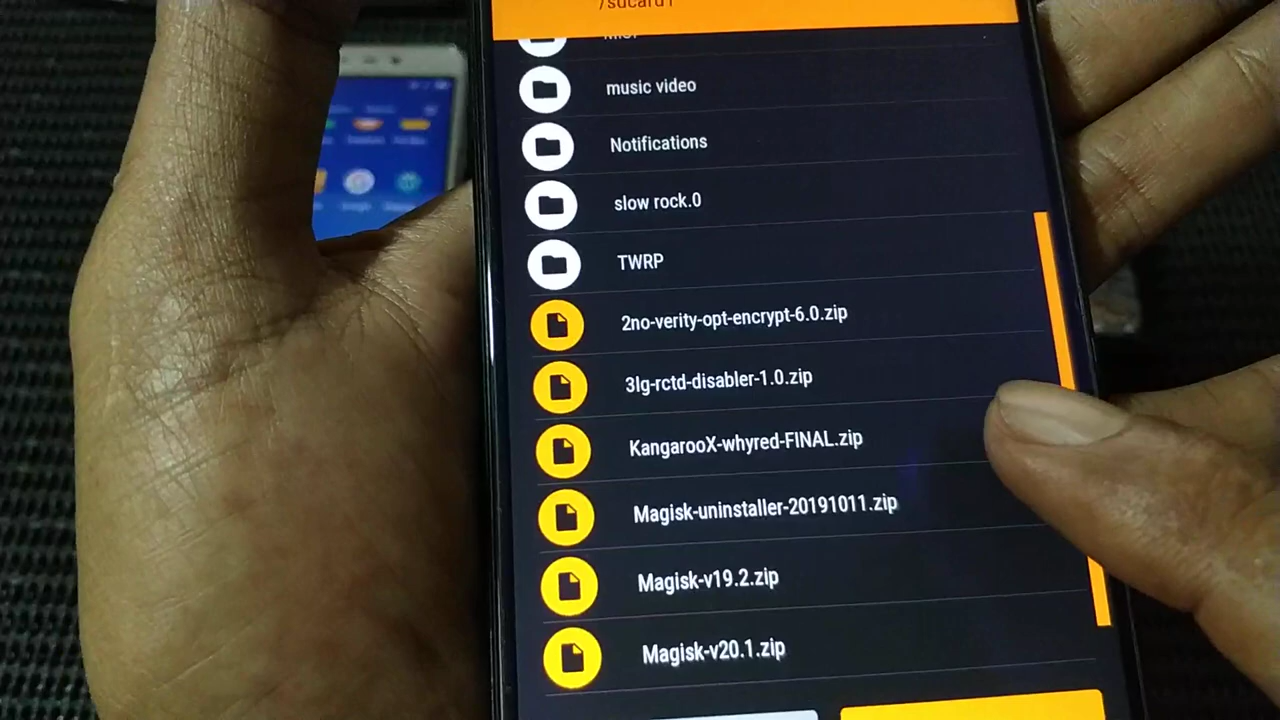 music video
Notifications
slow rock.0
TWRP
2no-verity-opt-encrypt-6.0.zip
3lg-rctd-disabler-1.0.zip
KangarooX-whyred-FINAL.zip
Magisk-uninstaller-20191011.zip
Magisk-v19.2.zip
Magisk-v20.1.zip